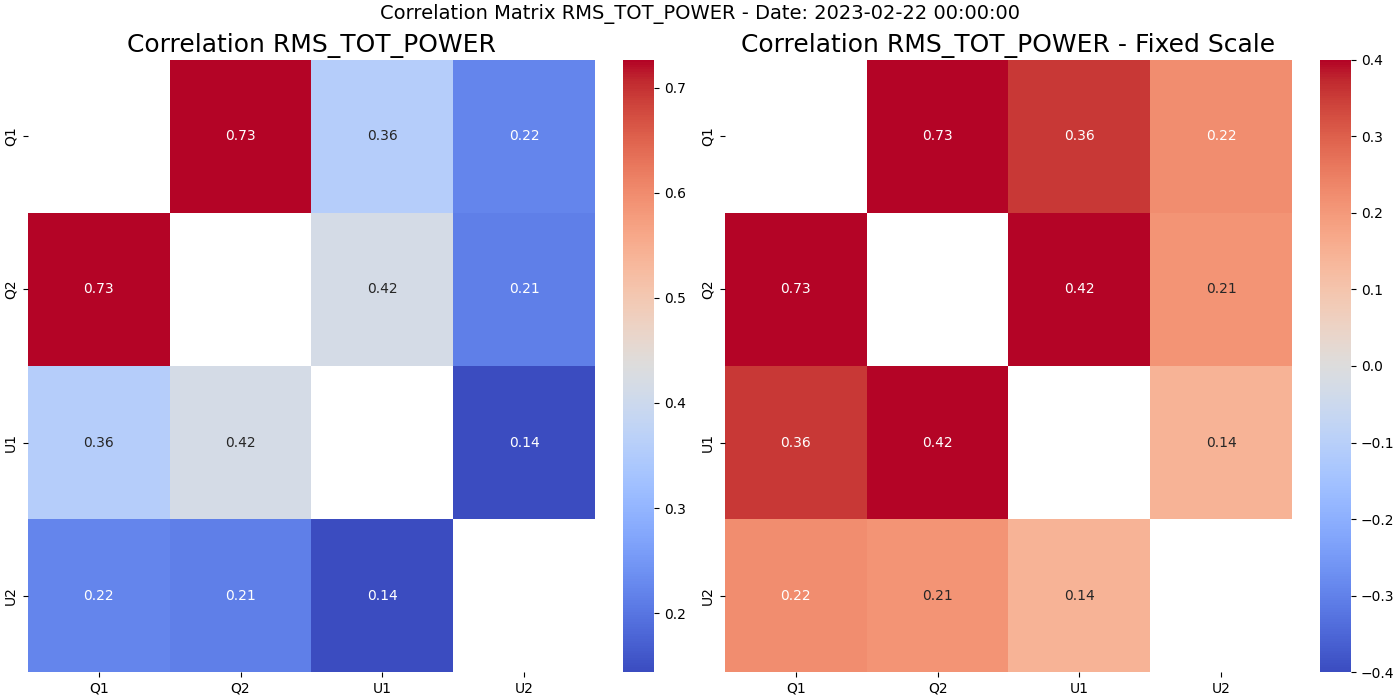 Correlation Matrix RMS_TOT_POWER - Date: 2023-02-22 00:00:00
Correlation RMS_TOT_POWER
Q1
0.73
0.36
0.22
Q2
0.73
0.42
0.21
U1
0.36
0.42
0.14
U2
0.22
0.21
0.14
Q1
Q2
U1
U2
0.7
0.6
0.5
0.4
0.3
0.2
Correlation RMS_TOT_POWER - Fixed Scale
Q1
0.73
0.36
0.22
Q2
0.73
0.42
0.21
U1
0.36
0.42
0.14
U2
0.22
0.21
0.14
Q1
Q2
U1
U2
0.4
0.3
0.2
0.1
0.0
−0.1
−0.2
−0.3
−0.4